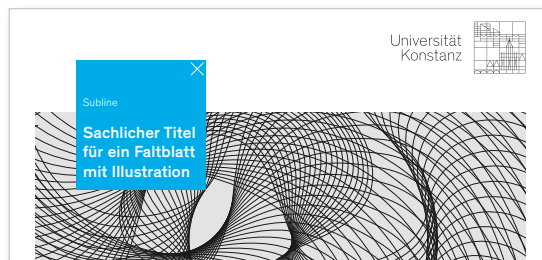 Universität
Konstanz
Subline
Sachlicher Titel
für ein Faltblatt
mit Illustration